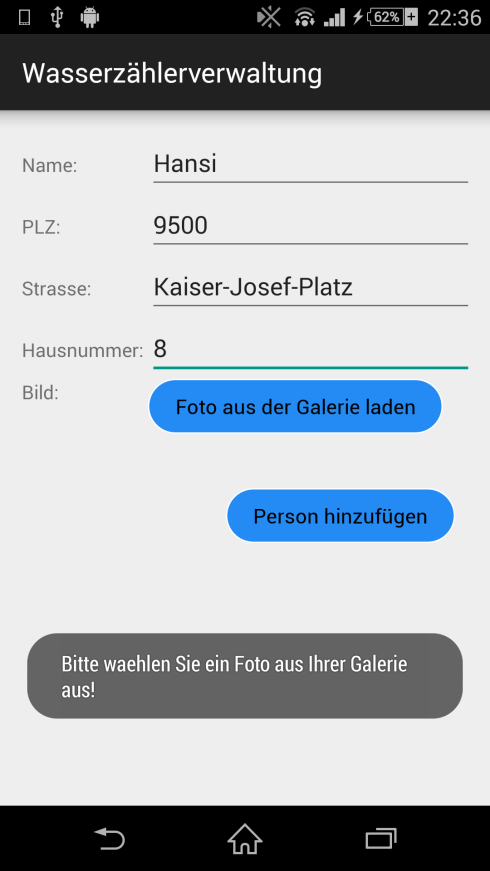 62% 22:36
Wasserzählerverwaltung
Name: Hansi
PLZ: 9500
Strasse: Kaiser-Josef-Platz
Hausnummer: 8
Bild: Foto aus der Galerie laden
Person hinzufügen
Bitte waehlen Sie ein Foto aus Ihrer Galerie
aus!